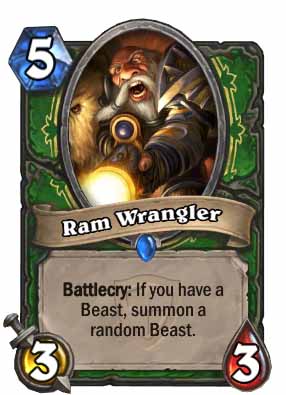 5
Ram Wrangler
Battlecry: If you have a
Beast, summon a
random Beast.
3
3